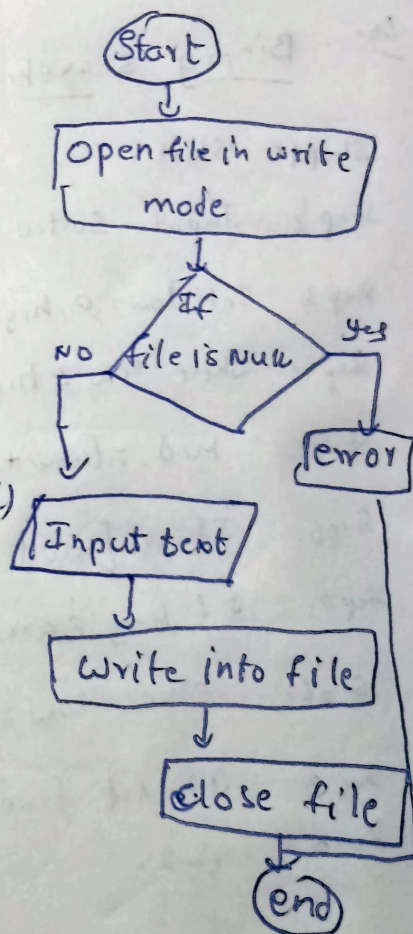 Start
Open file in write
mode
If
file is NULL
NO
Yes
error
Input text
Write into file
Close file
end